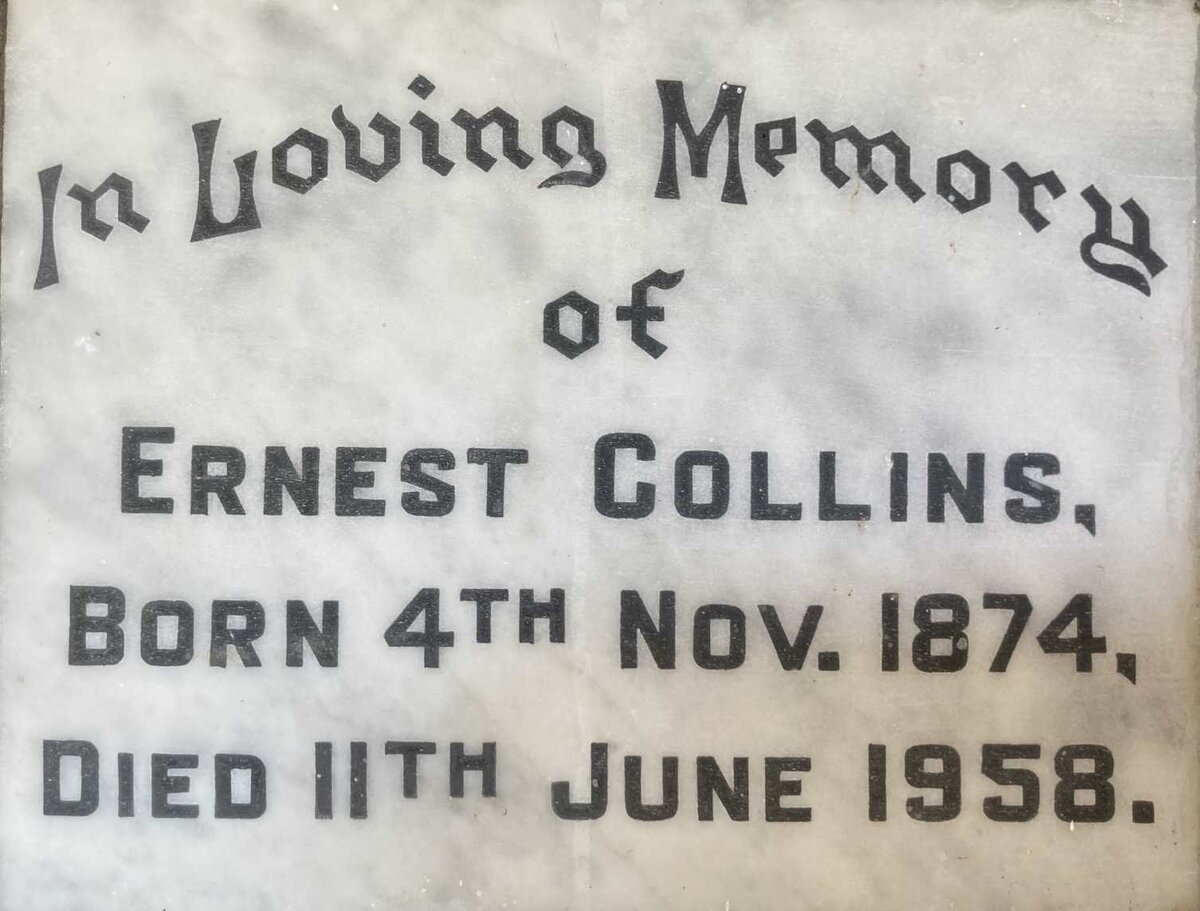 In Loving Memory
of
ERNEST COLLINS,
BORN 4TH NOV. 1874,
DIED 11TH JUNE 1958.